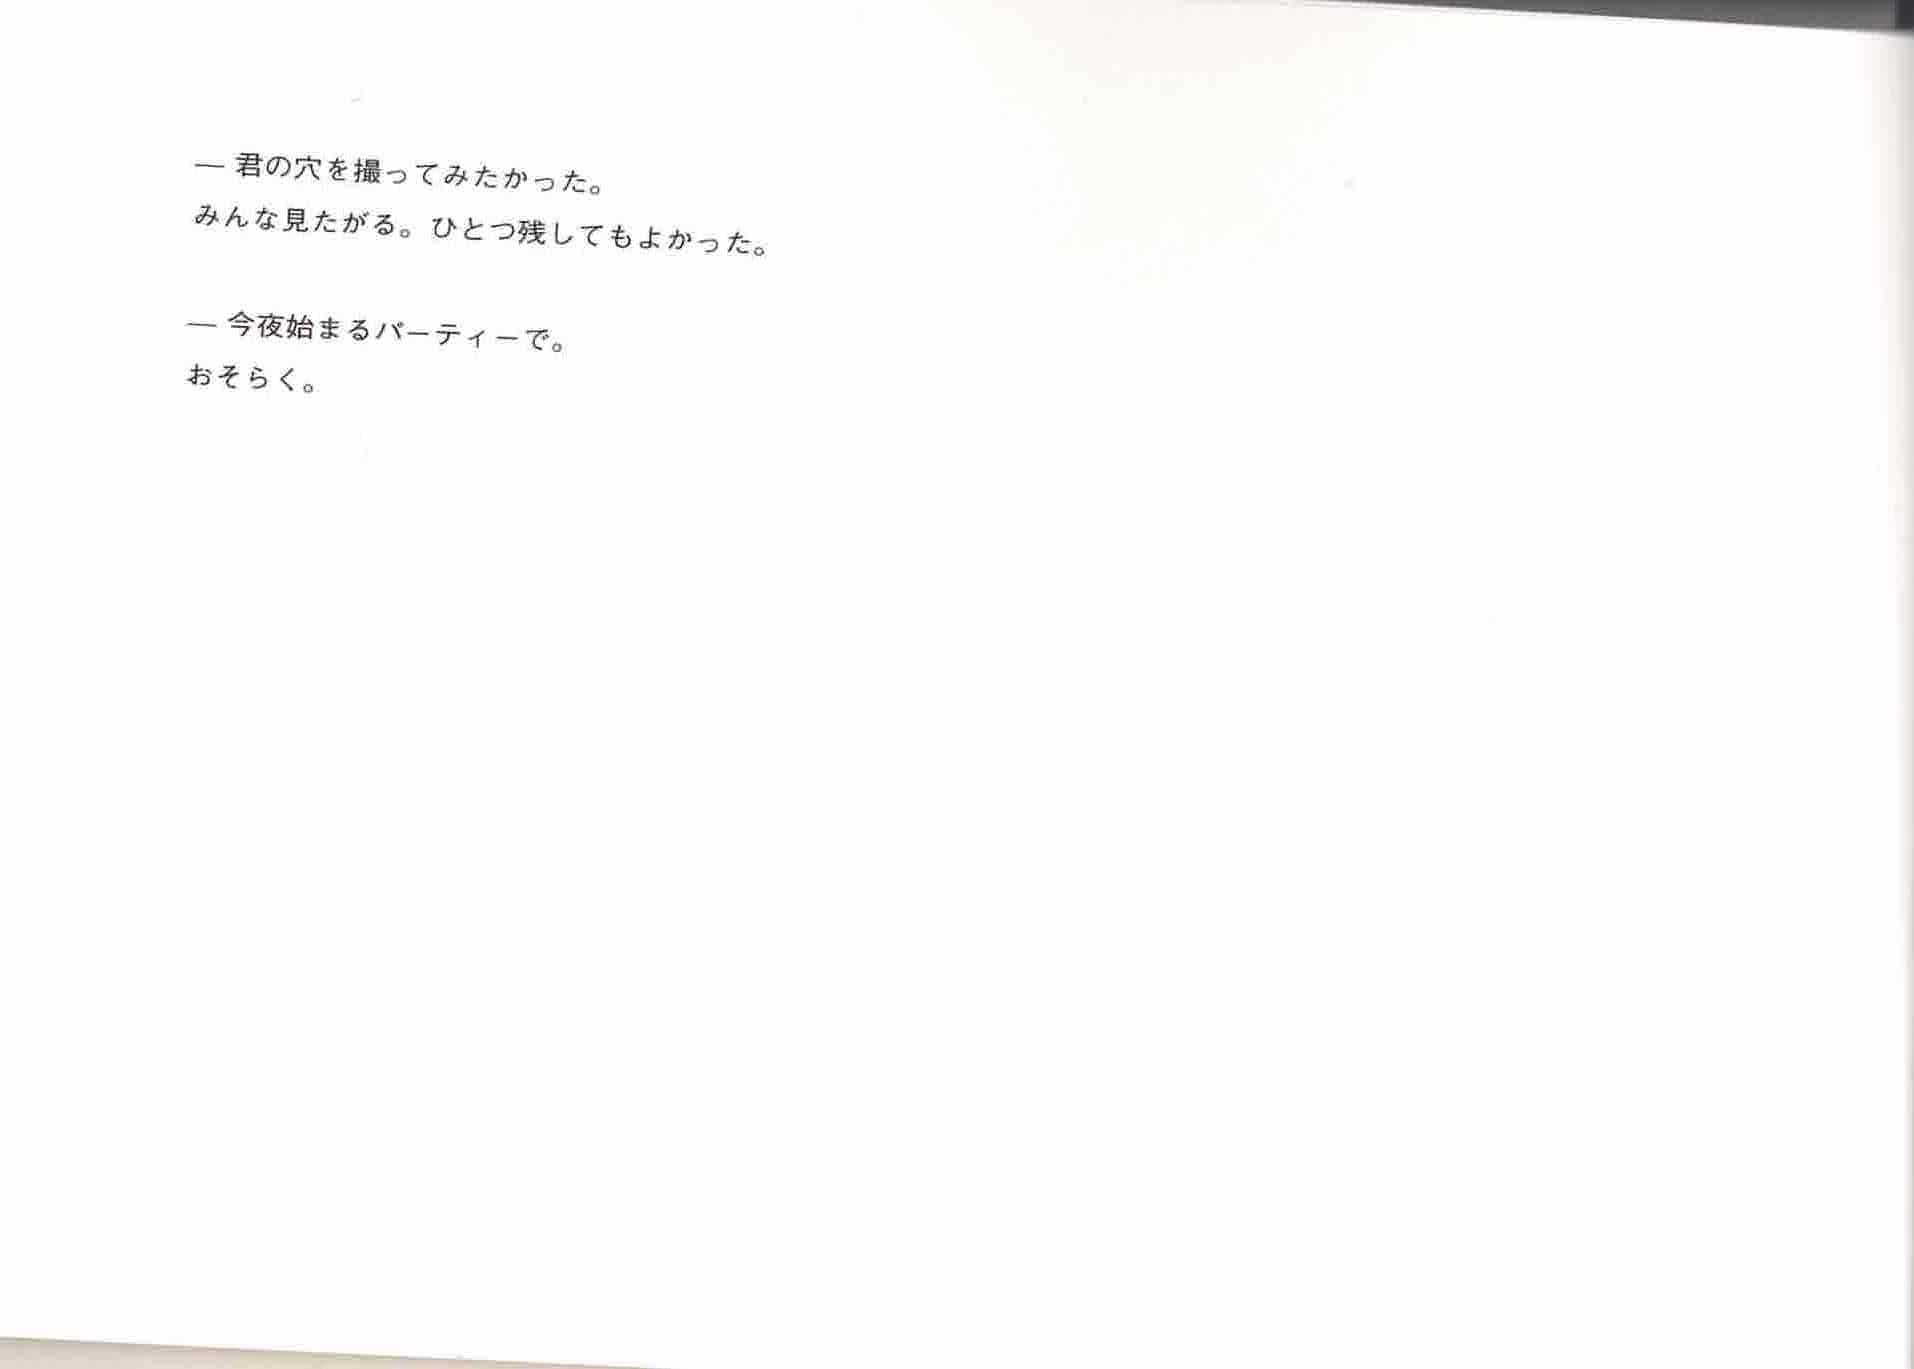 ― 君の穴を撮ってみたかった。
みんな見たがる。ひとつ残してもよかった。
― 今夜始まるパーティーで。
おそらく。